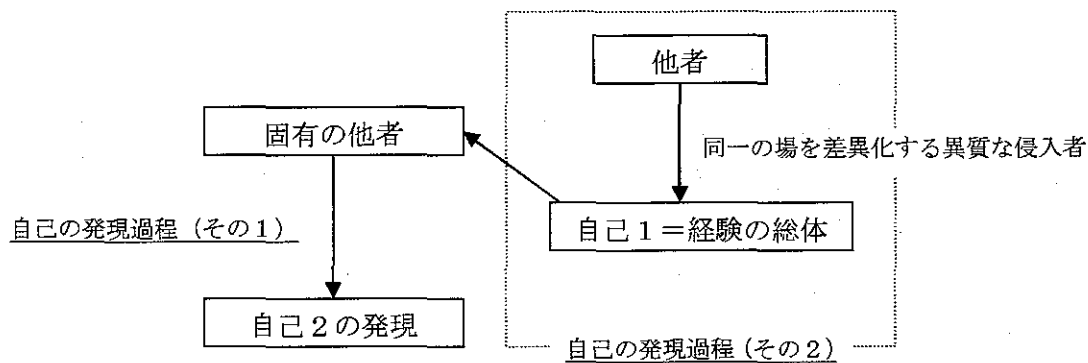 他者
固有の他者
同一の場を差異化する異質な侵入者
自己の発現過程（その１）
自己１＝経験の総体
自己２の発現
自己の発現過程（その２）